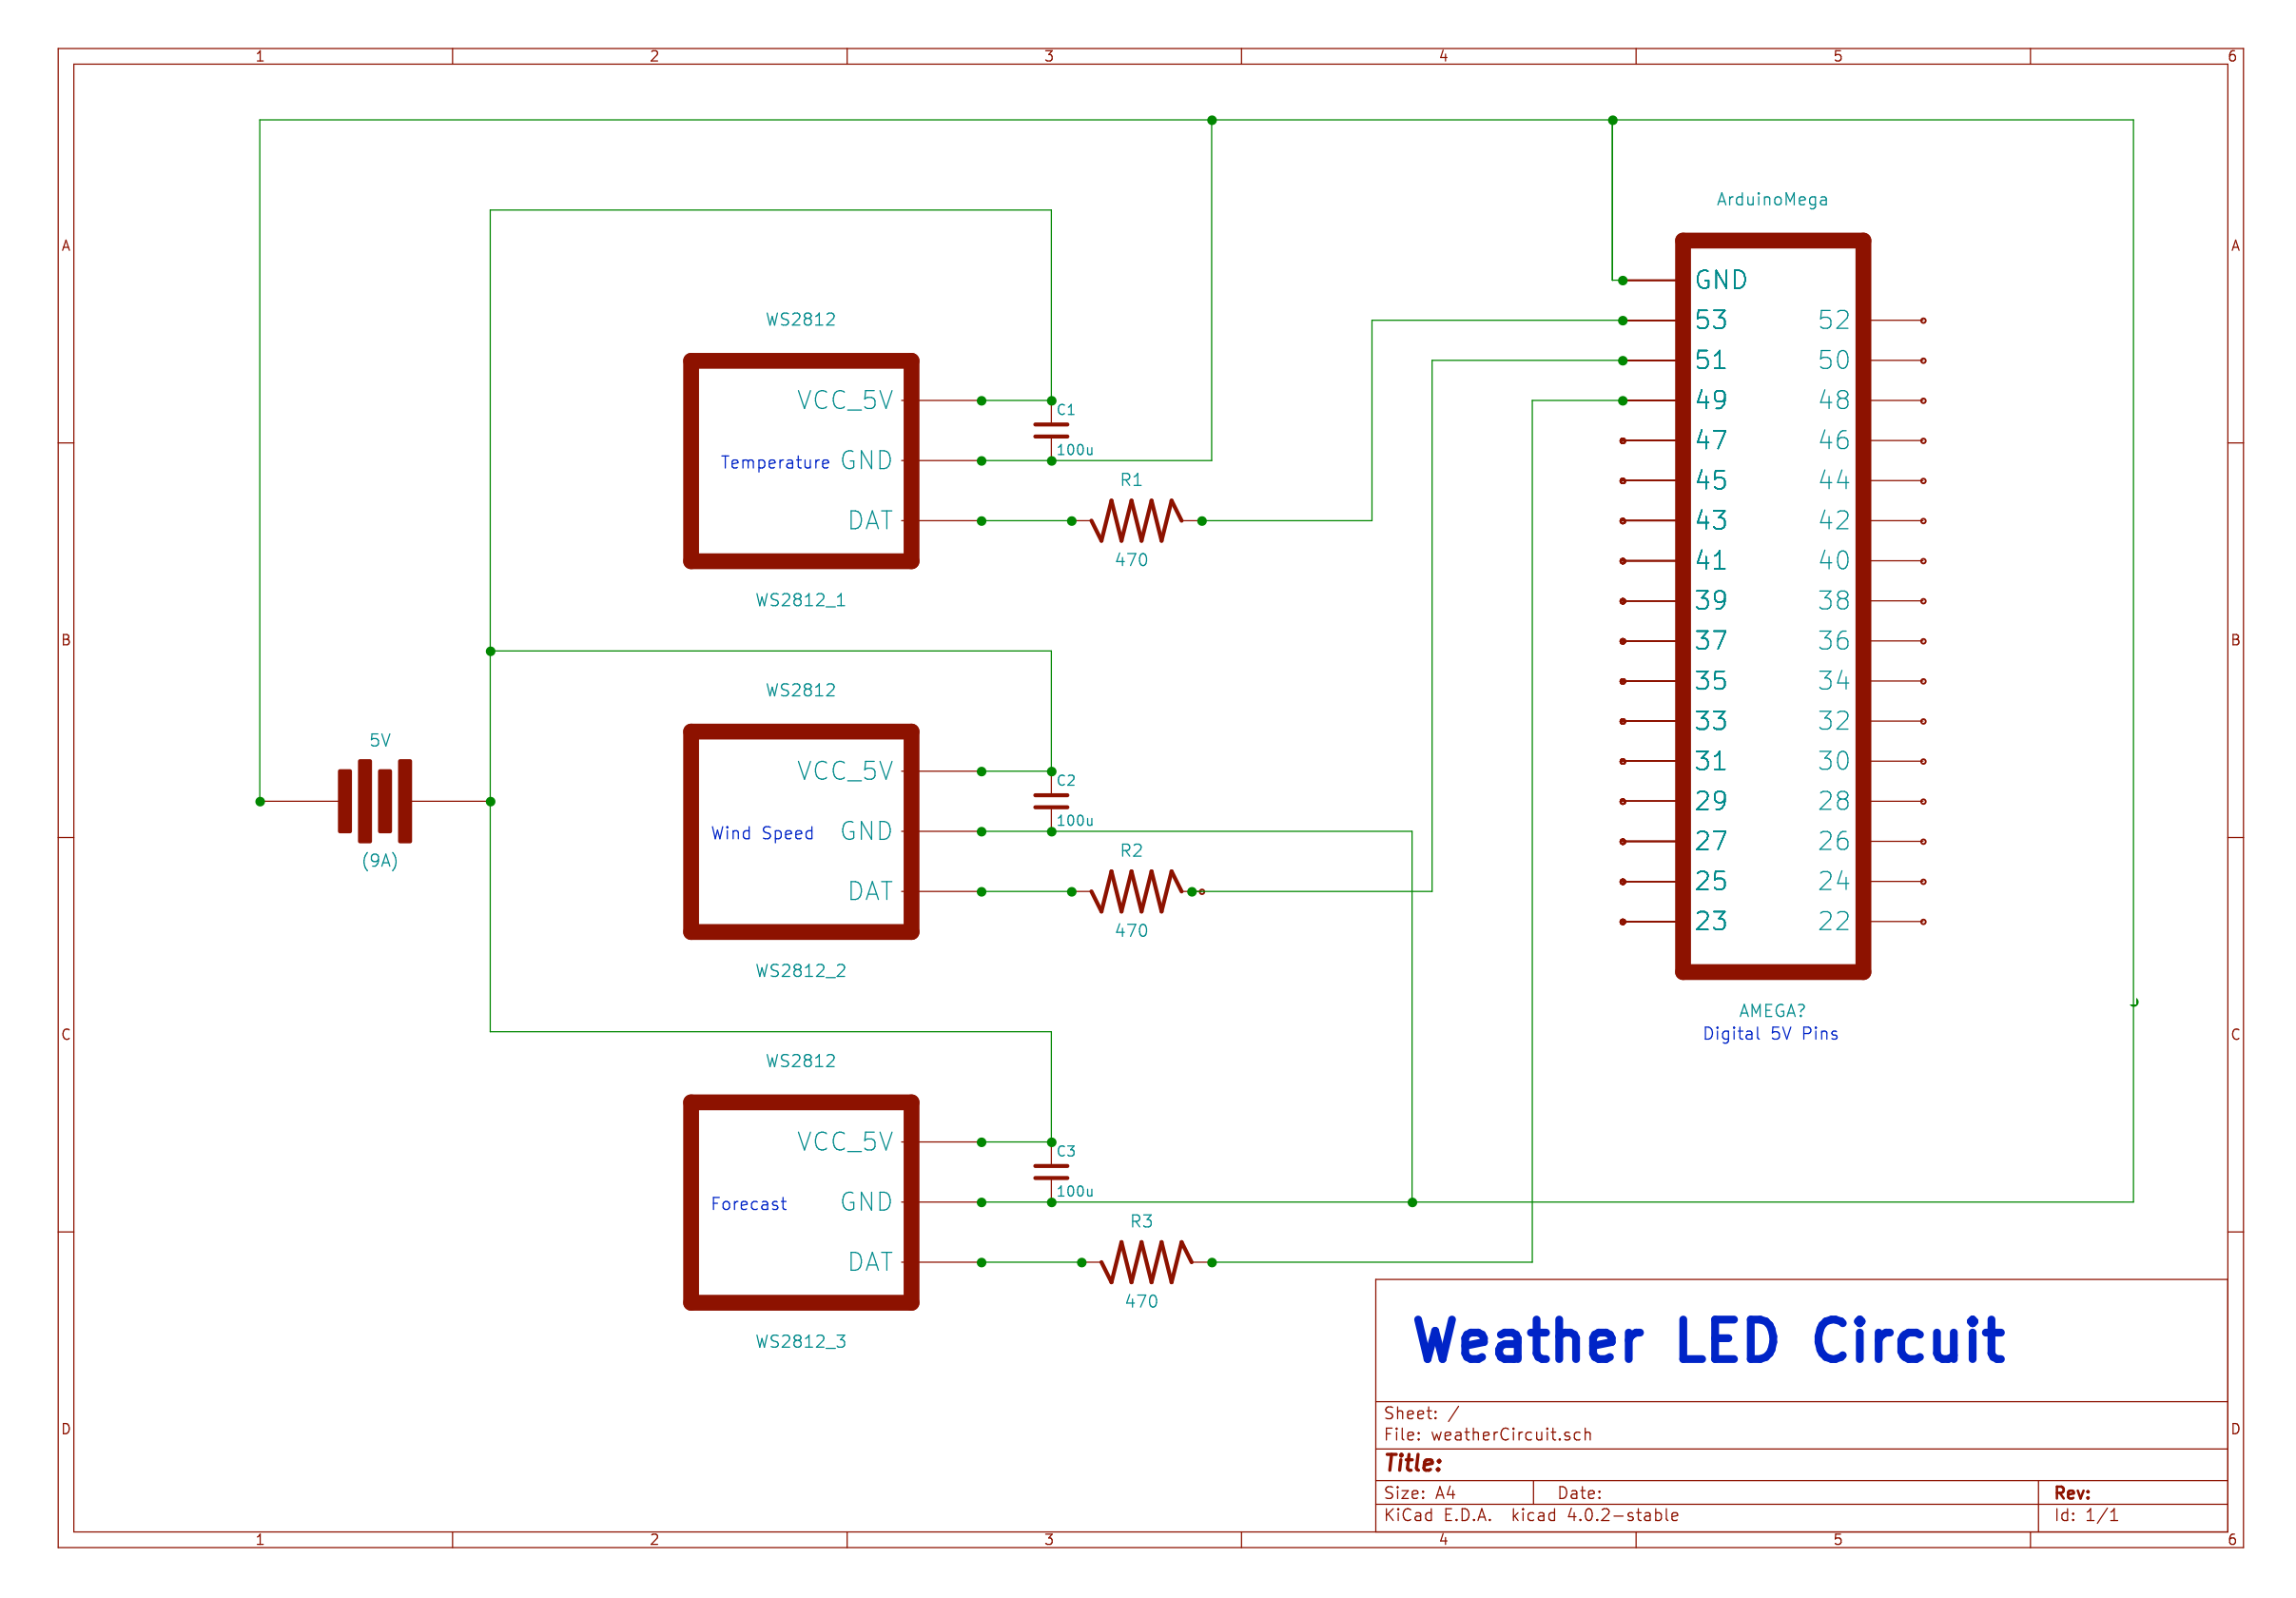 1 2 3 4 5 6
A A
B B
C C
D D
ArduinoMega
GND
53 52
51 50
49 48
47 46
45 44
43 42
41 40
39 38
37 36
35 34
33 32
31 30
29 28
27 26
25 24
23 22
AMEGA?
Digital 5V Pins
WS2812
VCC_5V
Temperature GND
DAT
WS2812_1
C1
100u
R1
470
5V
(9A)
WS2812
VCC_5V
Wind Speed GND
DAT
WS2812_2
C2
100u
R2
470
WS2812
VCC_5V
Forecast GND
DAT
WS2812_3
C3
100u
R3
470
Weather LED Circuit
Sheet: /
File: weatherCircuit.sch
Title:
Size: A4 Date: Rev:
KiCad E.D.A. kicad 4.0.2-stable Id: 1/1
1 2 3 4 5 6